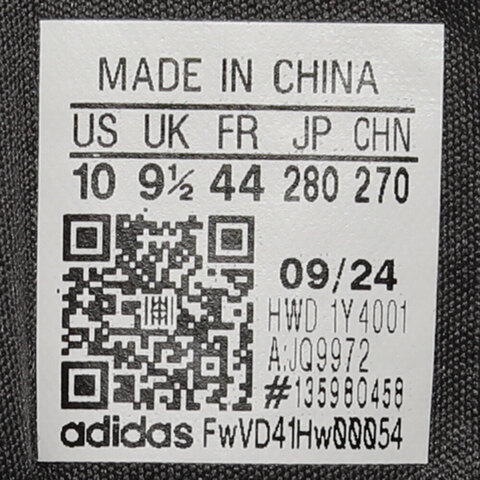 MADE IN CHINA
US UK FR JP CHN
10 9½ 44 280 270
09/24
HWD 1Y4001
A:JQ9972
#135980458
adidas FwVD41Hw00054